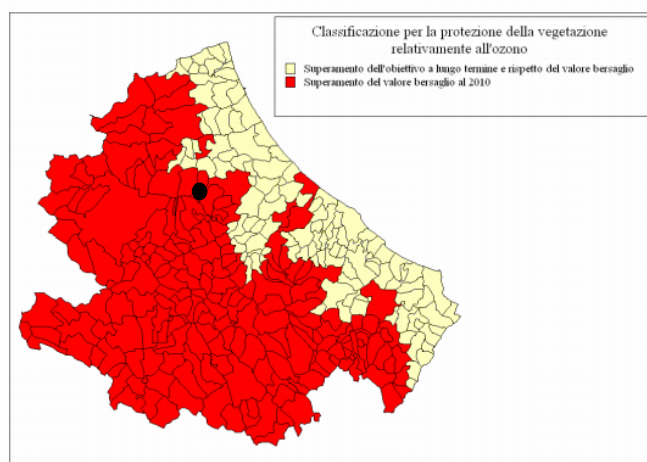 Classificazione per la protezione della vegetazione
relativamente all'ozono
Superamento dell'obiettivo a lungo termine e rispetto del valore bersaglio
Superamento del valore bersaglio al 2010